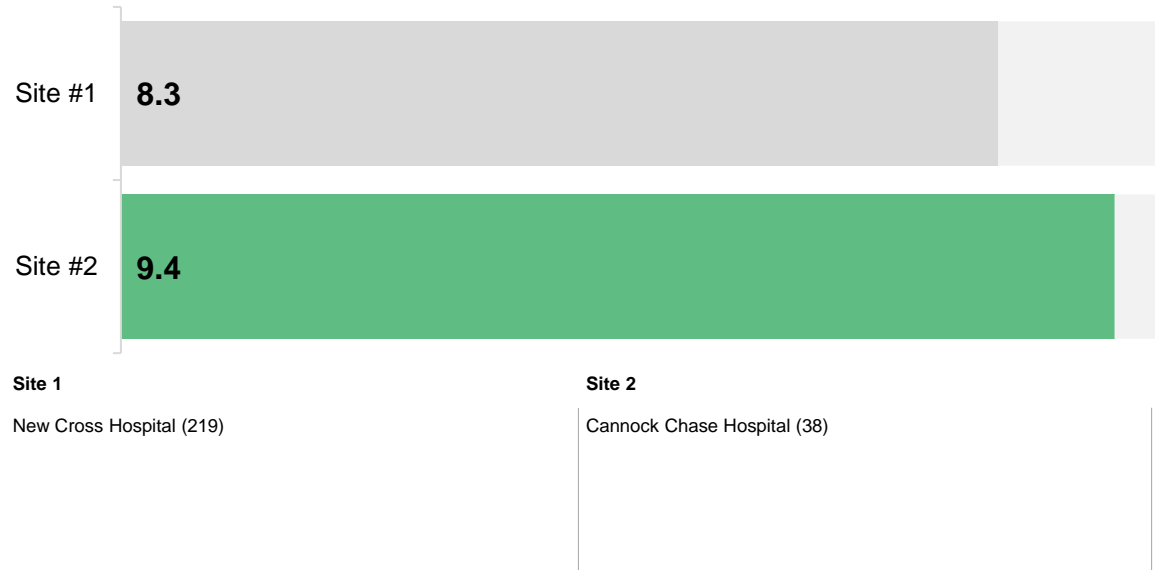 Site #1
8.3
Site #2
9.4
Site 1
New Cross Hospital (219)
Site 2
Cannock Chase Hospital (38)